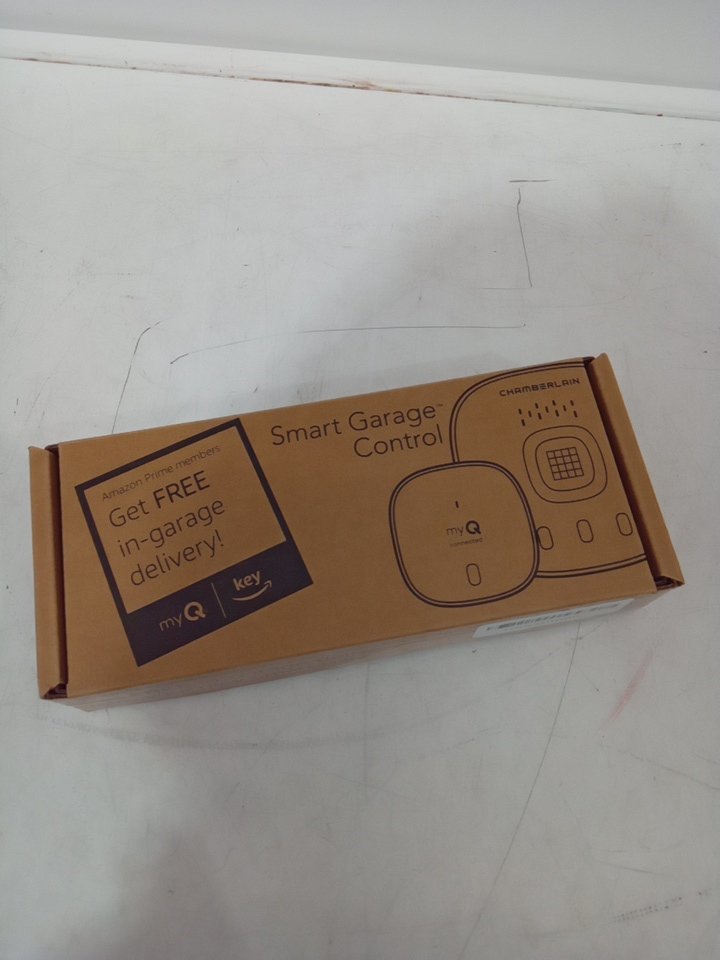 Amazon Prime members
Get FREE
in-garage
delivery!
myQ | key
Smart Garage™
Control
CHAMBERLAIN
myQ
connected